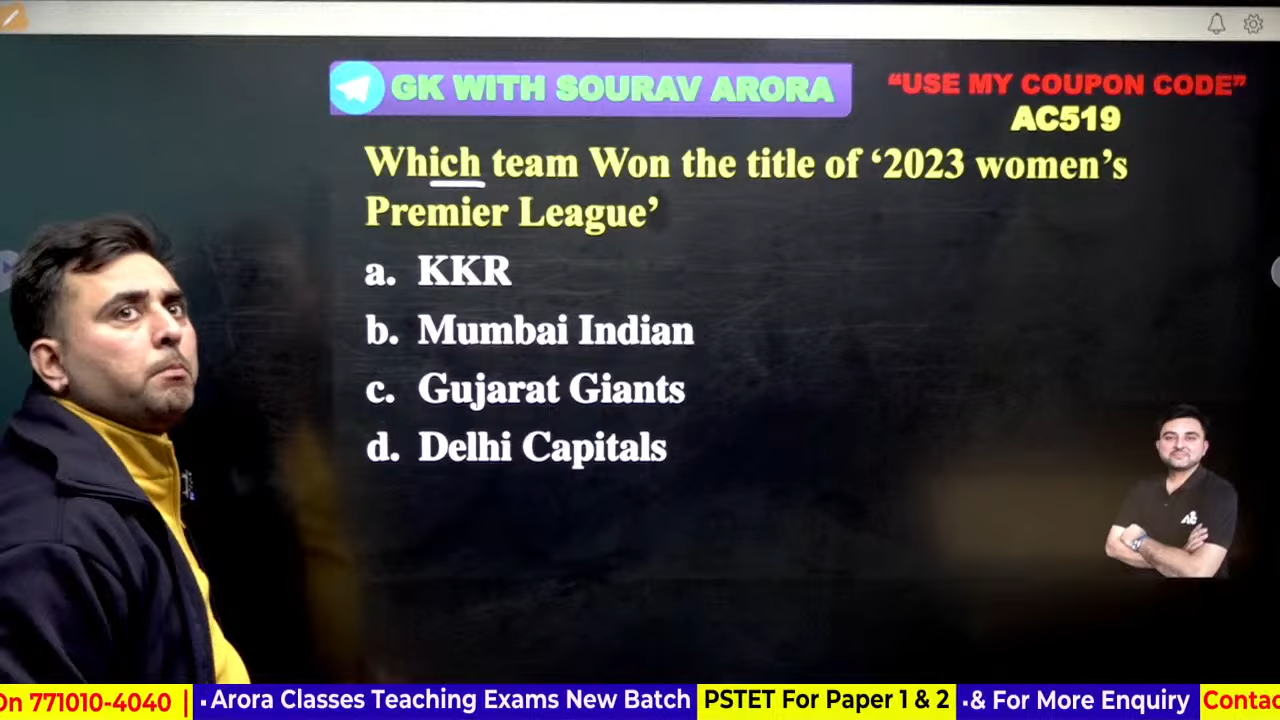 GK WITH SOURAV ARORA
“USE MY COUPON CODE”
AC519
Which team Won the title of ‘2023 women’s
Premier League’
a. KKR
b. Mumbai Indian
c. Gujarat Giants
d. Delhi Capitals
On 771010-4040 | • Arora Classes Teaching Exams New Batch PSTET For Paper 1 & 2 •& For More Enquiry Contac